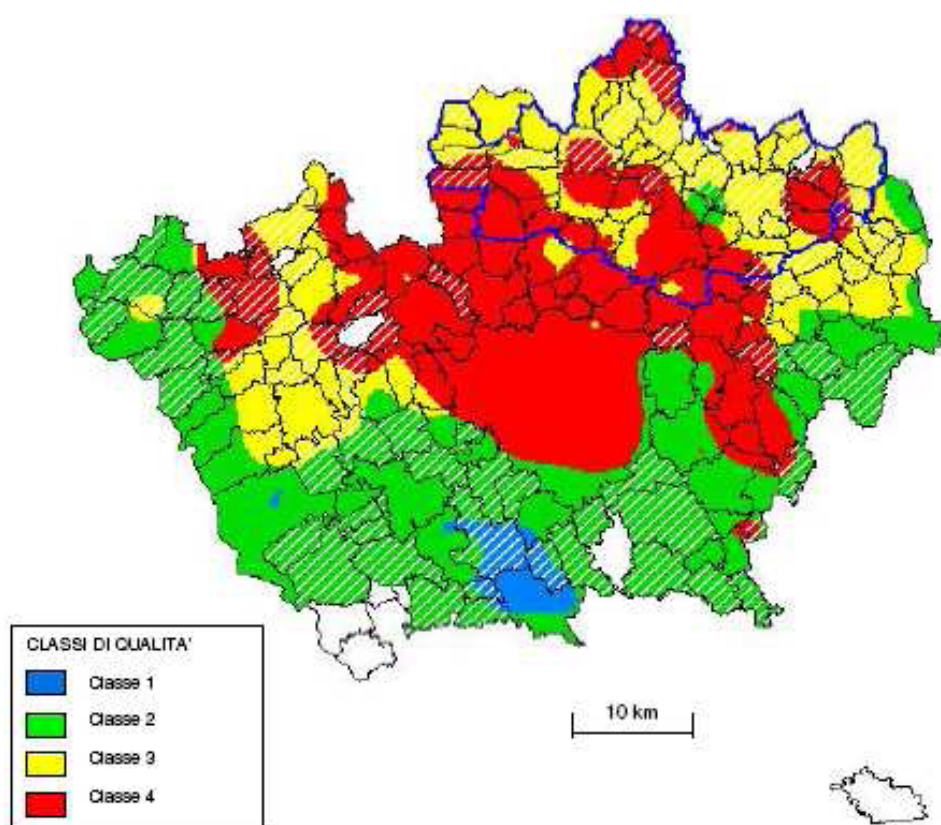 CLASSI DI QUALITA'
Classe 1
Classe 2
Classe 3
Classe 4
10 km